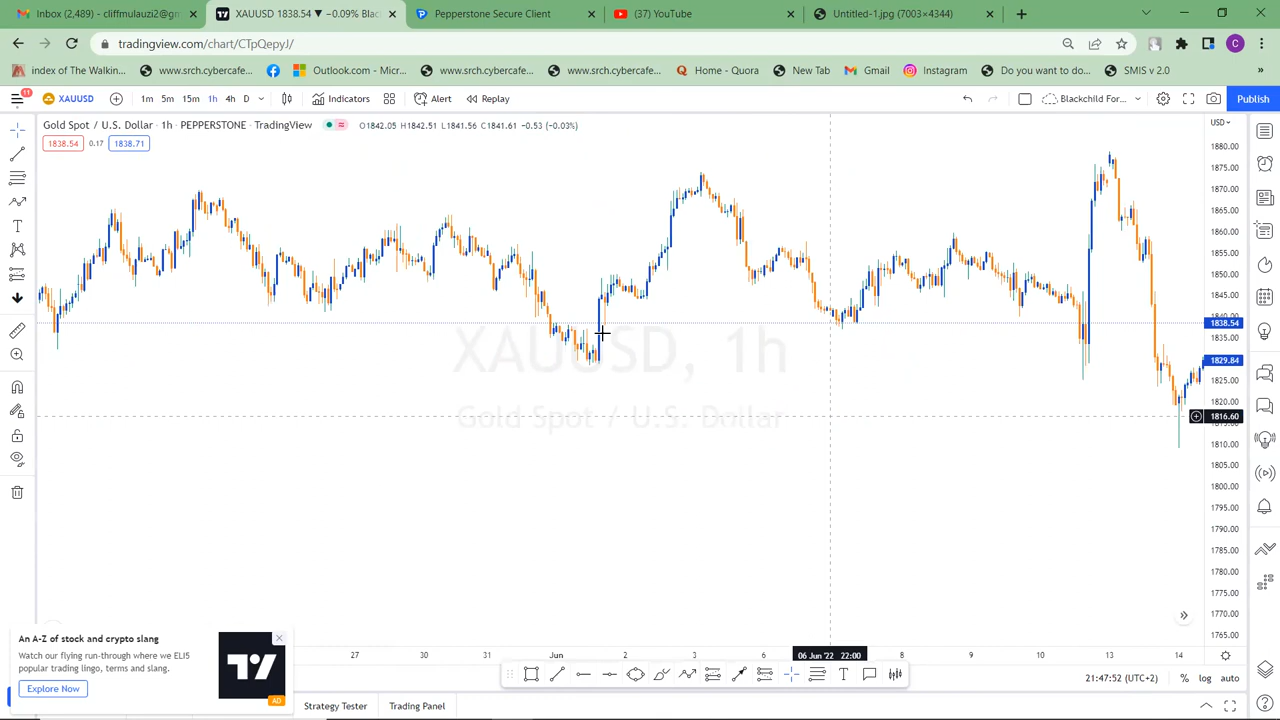 Inbox (2,489) - cliffmulauzi2@gm
XAUUSD 1838.54 ▼ −0.09% Blac
Pepperstone Secure Client
(37) YouTube
Untitled-1.jpg (7003×4344)
tradingview.com/chart/CTpQepyJ/
index of The Walkin...
www.srch.cybercafe...
Outlook.com - Micr...
www.srch.cybercafe...
www.srch.cybercafe...
Home - Quora
New Tab
Gmail
Instagram
Do you want to do...
SMIS v 2.0
»
11
XAUUSD
1m
5m
15m
1h
4h
D
Indicators
Alert
Replay
Blackchild For...
Publish
Gold Spot / U.S. Dollar · 1h · PEPPERSTONE · TradingView
O1842.05 H1842.51 L1841.56 C1841.61 −0.53 (−0.03%)
USD
1838.54
0.17
1838.71
1880.00
1875.00
1870.00
1865.00
1860.00
1855.00
1850.00
1845.00
1840.00
1838.54
1835.00
1829.84
1825.00
1820.00
1816.60
1810.00
1805.00
1800.00
1795.00
1790.00
1785.00
1780.00
1775.00
1770.00
1765.00
XAUUSD, 1h
Gold Spot / U.S. Dollar
An A-Z of stock and crypto slang
Watch our flying run-through where we ELI5
popular trading lingo, terms and slang.
Explore Now
AD
27
30
31
Jun
2
3
6
06 Jun '22 22:00
8
9
10
13
14
21:47:52 (UTC+2)
%
log
auto
Strategy Tester
Trading Panel